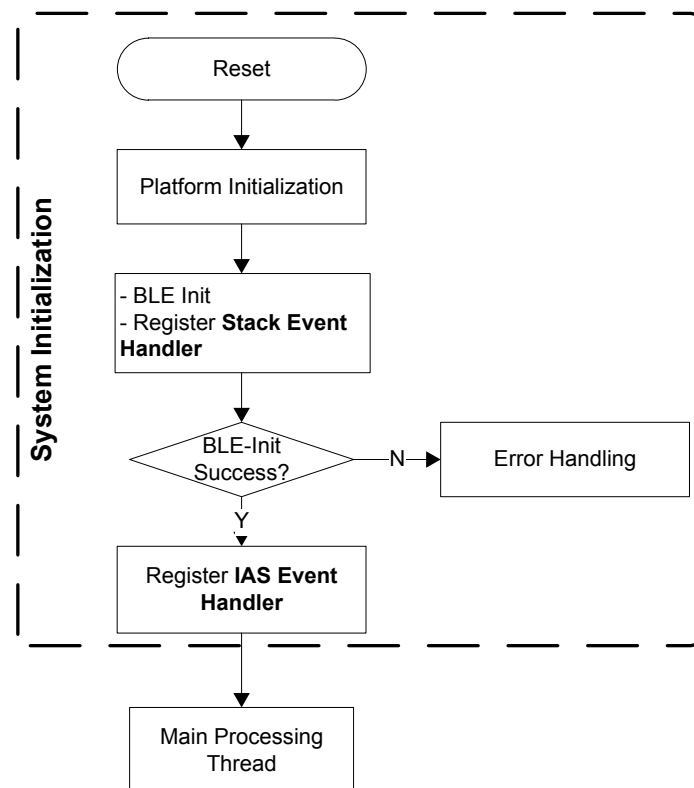 Reset
Platform Initialization
- BLE Init
- Register Stack Event
Handler
System Initialization
BLE-Init
Success?
N
Error Handling
Y
Register IAS Event
Handler
Main Processing
Thread